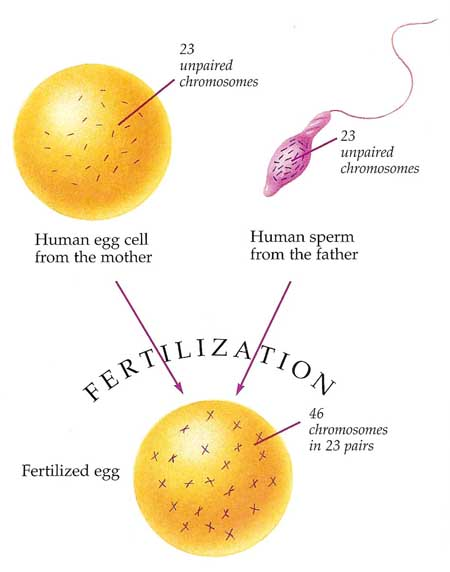 23
unpaired
chromosomes
23
unpaired
chromosomes
Human egg cell
from the mother
Human sperm
from the father
FERTILIZATION
46
chromosomes
in 23 pairs
Fertilized egg